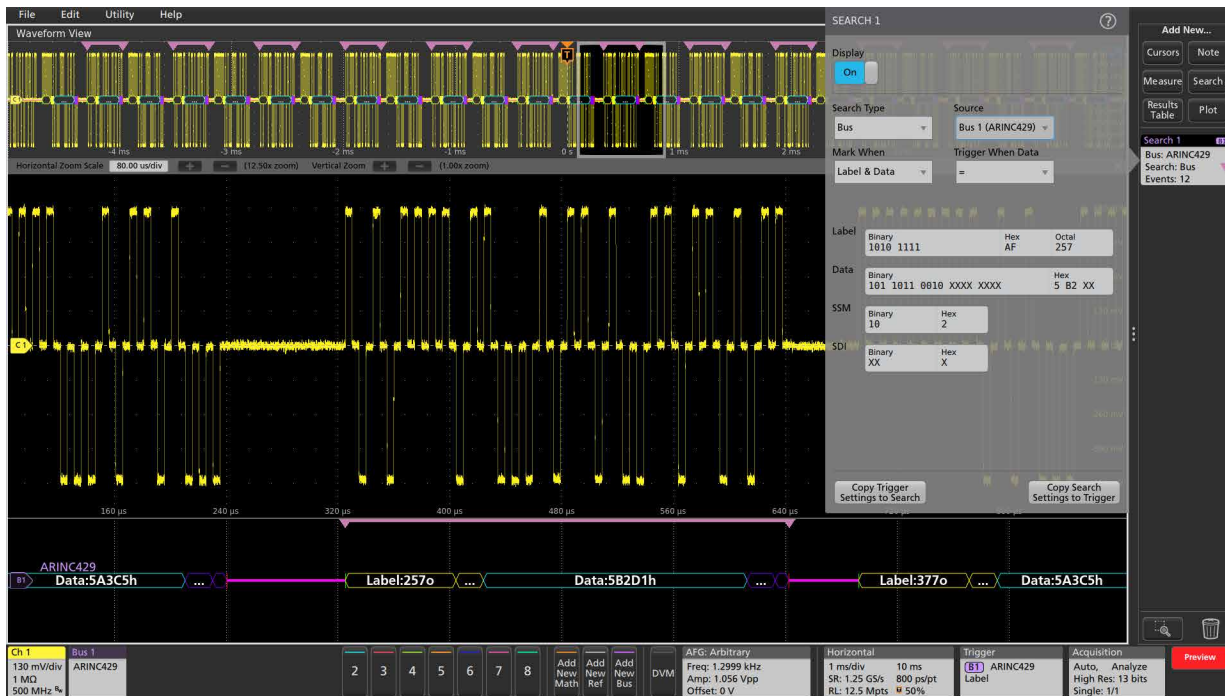 File Edit Utility Help
Waveform View
SEARCH 1
?
Add New...
Cursors Note
Measure Search
Results Table Plot
Search 1 B1
Bus: ARINC429
Search: Bus
Events: 12
T
C
-4 ms -3 ms -2 ms -1 ms 0 s 1 ms 2 ms
Horizontal Zoom Scale 80.00 us/div + - (12.50x zoom) Vertical Zoom + - (1.00x zoom)
Display
On
Search Type Source
Bus Bus 1 (ARINC429)
Mark When Trigger When Data
Label & Data =
Label
Binary Hex Octal
1010 1111 AF 257
Data
Binary Hex
101 1011 0010 XXXX XXXX 5 B2 XX
SSM
Binary Hex
10 2
SDI
Binary Hex
XX X
Copy Trigger Settings to Search
Copy Search Settings to Trigger
C 1
160 µs 240 µs 320 µs 400 µs 480 µs 560 µs 640 µs
ARINC429
B1 Data:5A3C5h ... Label:257o ... Data:5B2D1h ... Label:377o ... Data:5A3C5h
Ch 1
130 mV/div
1 MΩ
500 MHz Bw
Bus 1
ARINC429
2 3 4 5 6 7 8
Add New Math
Add New Ref
Add New Bus
DVM
AFG: Arbitrary
Freq: 1.2999 kHz
Amp: 1.056 Vpp
Offset: 0 V
Horizontal
1 ms/div 10 ms
SR: 1.25 GS/s 800 ps/pt
RL: 12.5 Mpts 50%
Trigger
B1 ARINC429
Label
Acquisition
Auto, Analyze
High Res: 13 bits
Single: 1/1
Preview